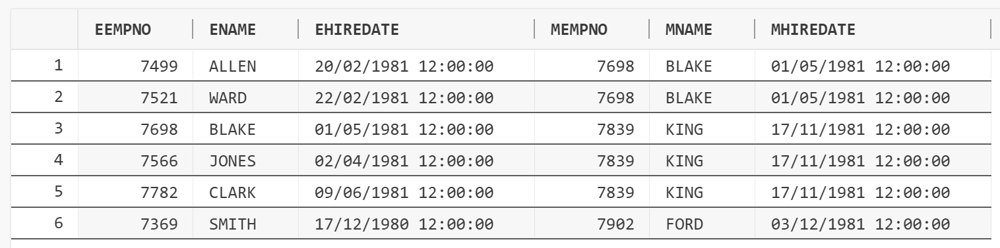 EEMPNO ENAME EHIREDATE MEMPNO MNAME MHIREDATE
1 7499 ALLEN 20/02/1981 12:00:00 7698 BLAKE 01/05/1981 12:00:00
2 7521 WARD 22/02/1981 12:00:00 7698 BLAKE 01/05/1981 12:00:00
3 7698 BLAKE 01/05/1981 12:00:00 7839 KING 17/11/1981 12:00:00
4 7566 JONES 02/04/1981 12:00:00 7839 KING 17/11/1981 12:00:00
5 7782 CLARK 09/06/1981 12:00:00 7839 KING 17/11/1981 12:00:00
6 7369 SMITH 17/12/1980 12:00:00 7902 FORD 03/12/1981 12:00:00